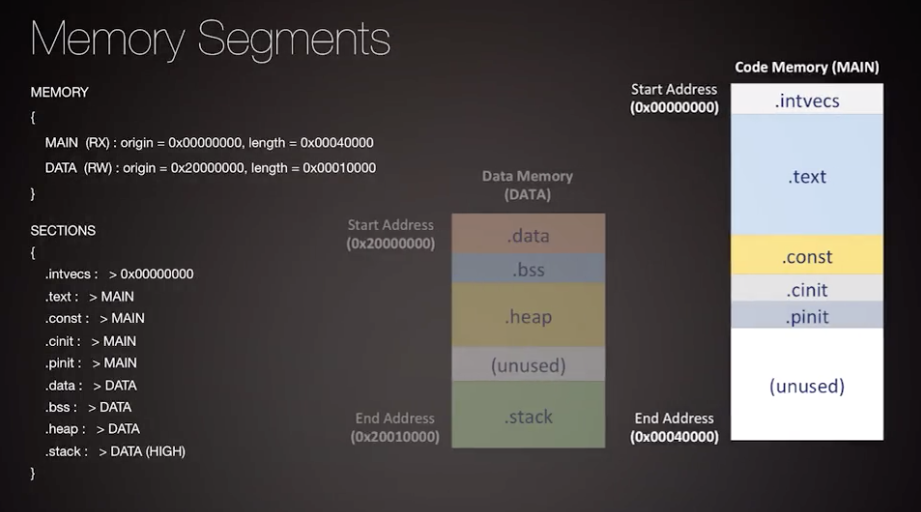 Memory Segments
MEMORY
{
MAIN (RX) : origin = 0x00000000, length = 0x00040000
DATA (RW) : origin = 0x20000000, length = 0x00010000
}
SECTIONS
{
.intvecs : > 0x00000000
.text : > MAIN
.const : > MAIN
.cinit : > MAIN
.pinit : > MAIN
.data : > DATA
.bss : > DATA
.heap : > DATA
.stack : > DATA (HIGH)
}
Data Memory
(DATA)
Start Address
(0x20000000)
.data
.bss
.heap
(unused)
.stack
End Address
(0x20010000)
Code Memory (MAIN)
Start Address
(0x00000000)
.intvecs
.text
.const
.cinit
.pinit
(unused)
End Address
(0x00040000)